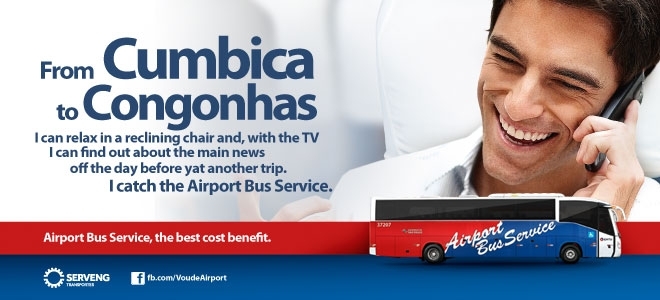 From Cumbica
to Congonhas
I can relax in a reclining chair and, with the TV
I can find out about the main news
off the day before yat another trip.
I catch the Airport Bus Service.
37207
Airport
Bus Service
Airport Bus Service, the best cost benefit.
SERVENG
TRANSPORTES
f fb.com/VoudeAirport